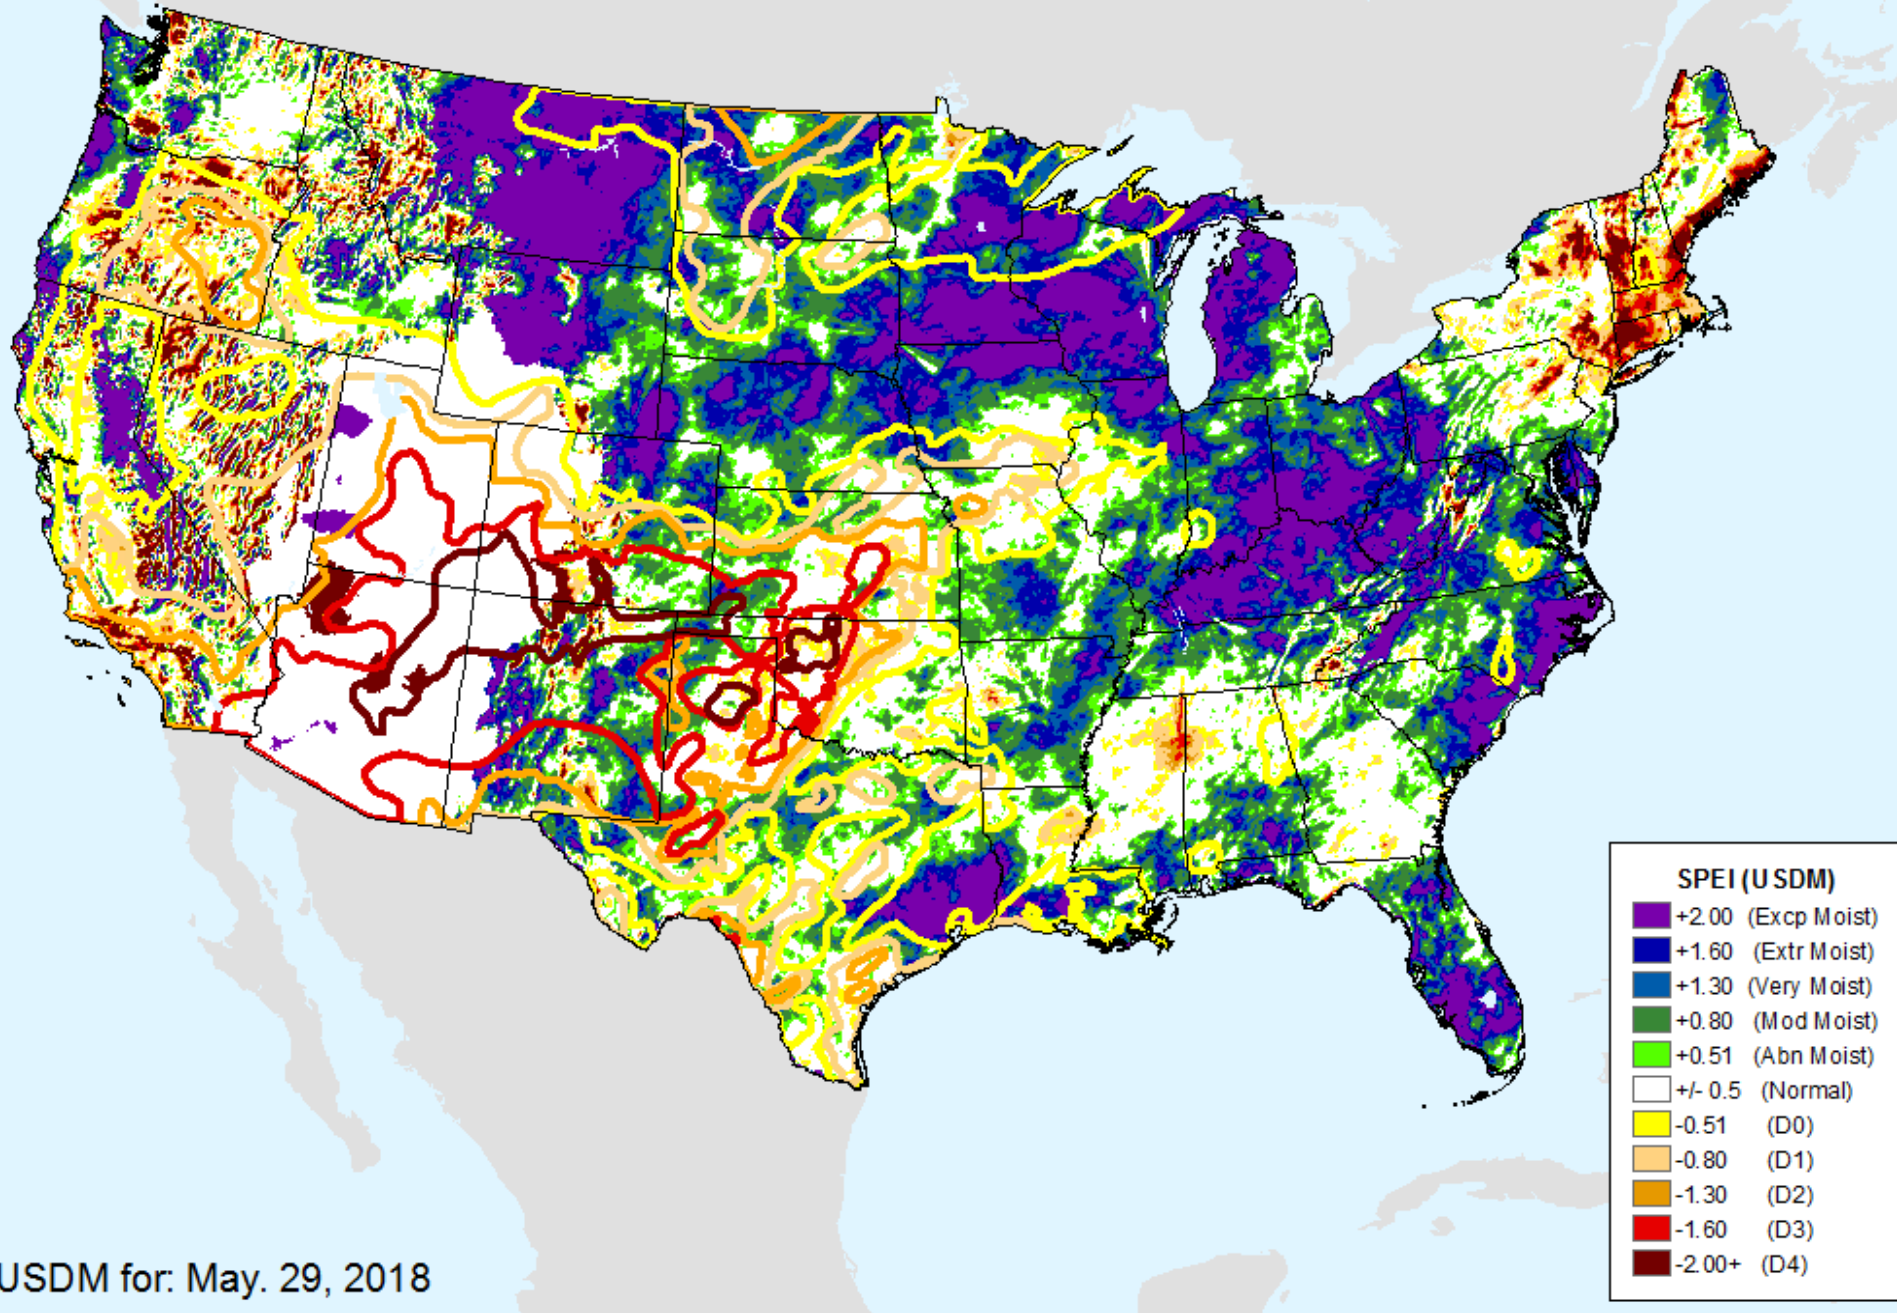 SPEI (USDM)
+2.00 (Excp Moist)
+1.60 (Extr Moist)
+1.30 (Very Moist)
+0.80 (Mod Moist)
+0.51 (Abn Moist)
+/- 0.5 (Normal)
-0.51 (D0)
-0.80 (D1)
-1.30 (D2)
-1.60 (D3)
-2.00+ (D4)
USDM for: May. 29, 2018